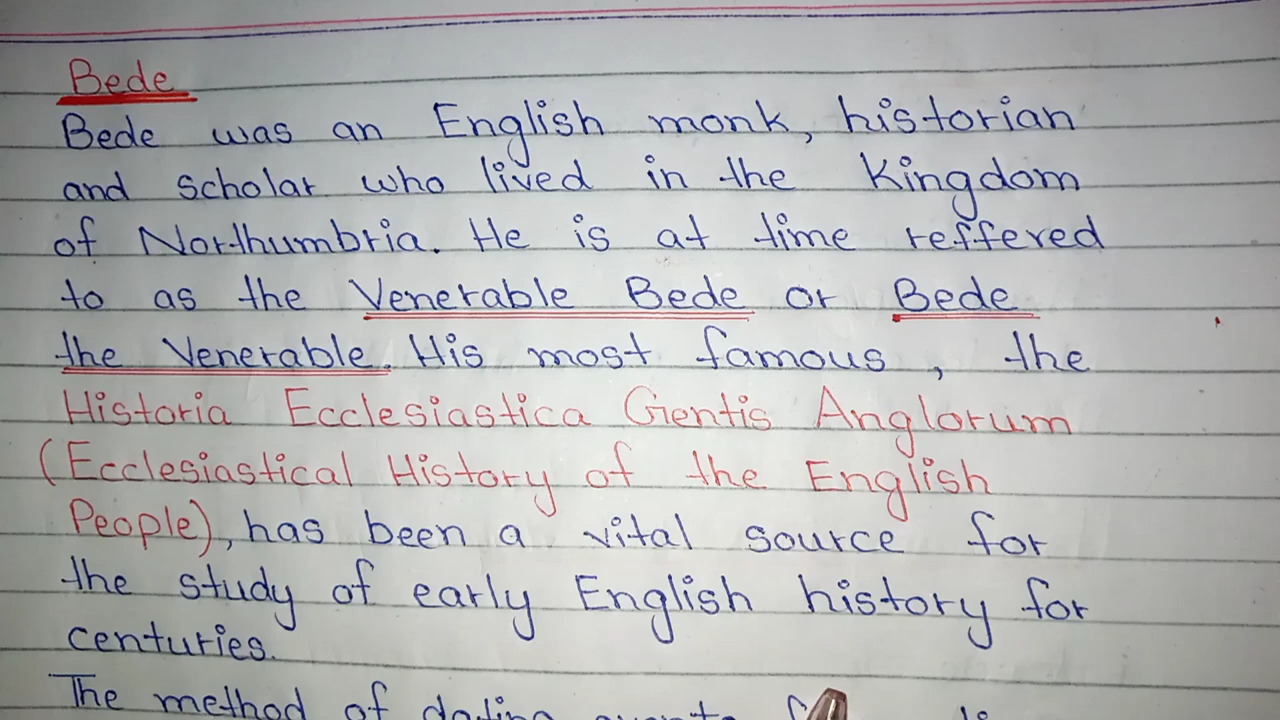 Bede
Bede was an English monk, historian
and scholar who lived in the Kingdom
of Northumbria. He is at time reffered
to as the Venerable Bede or Bede
the Venerable. His most famous , the
Historia Ecclesiastica Gentis Anglorum
(Ecclesiastical History of the English
People), has been a vital source for
the study of early English history for
centuries.
The method of dating events